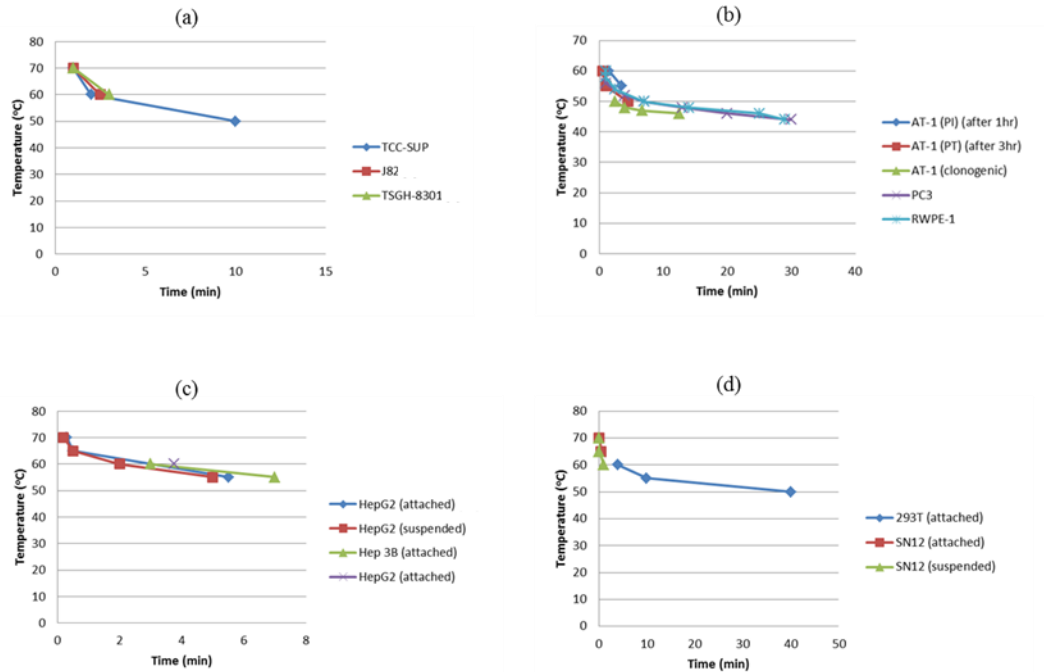 (a)
80
70
60
50
40
30
20
10
0
Temperature (°C)
0 5 10 15
Time (min)
TCC-SUP
J82
TSGH-8301
(b)
70
60
50
40
30
20
10
0
Temperature (°C)
0 10 20 30 40
Time (min)
AT-1 (PI) (after 1hr)
AT-1 (PT) (after 3hr)
AT-1 (clonogenic)
PC3
RWPE-1
(c)
80
70
60
50
40
30
20
10
0
Temperature (°C)
0 2 4 6 8
Time (min)
HepG2 (attached)
HepG2 (suspended)
Hep 3B (attached)
HepG2 (attached)
(d)
80
70
60
50
40
30
20
10
0
Temperature (°C)
0 10 20 30 40 50
Time (min)
293T (attached)
SN12 (attached)
SN12 (suspended)